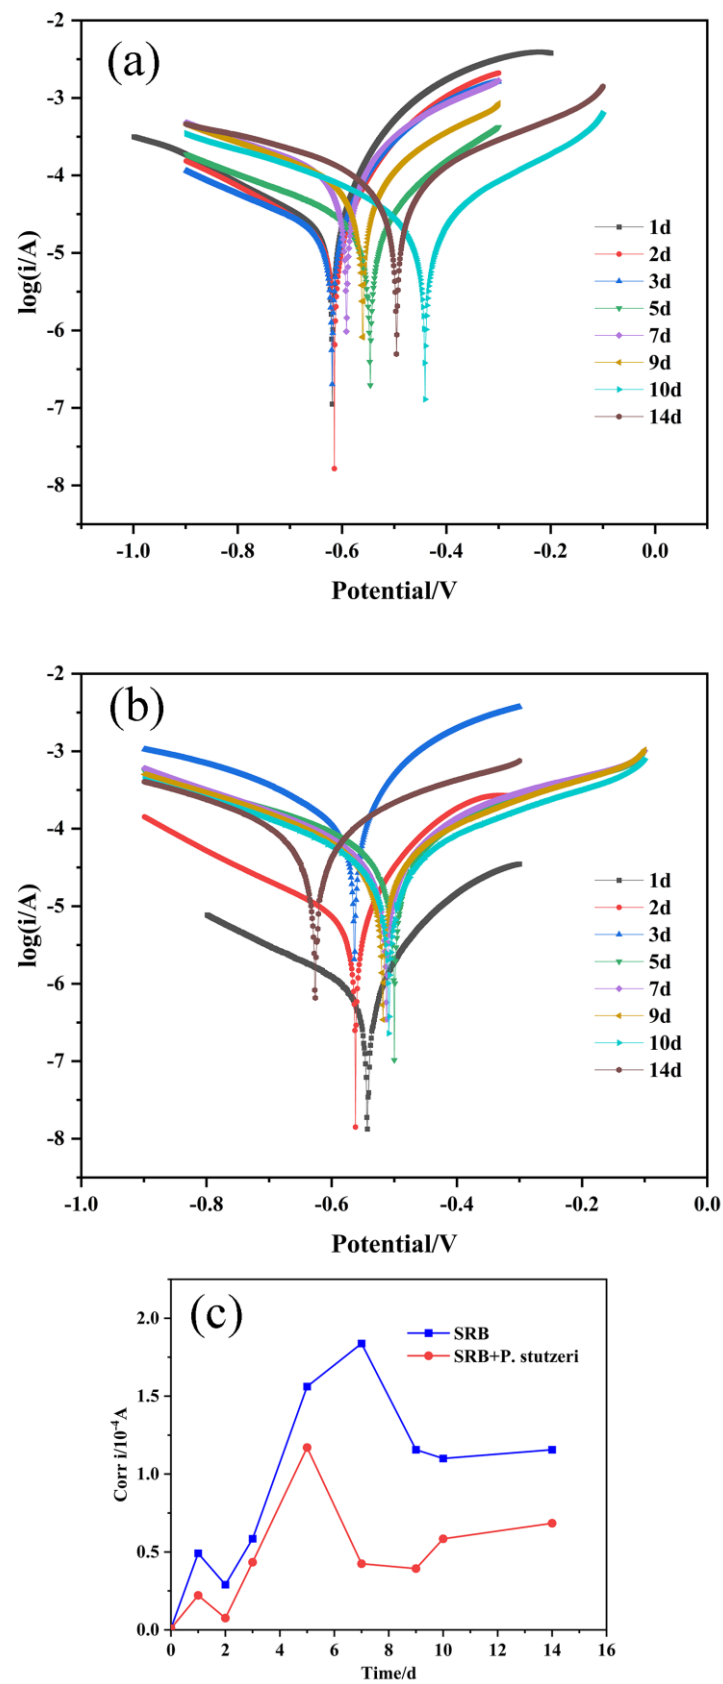 (a)
-2
-3
-4
-5
-6
-7
-8
log(i/A)
1d
2d
3d
5d
7d
9d
10d
14d
-1.0 -0.8 -0.6 -0.4 -0.2 0.0
Potential/V
(b)
-2
-3
-4
-5
-6
-7
-8
log(i/A)
1d
2d
3d
5d
7d
9d
10d
14d
-1.0 -0.8 -0.6 -0.4 -0.2 0.0
Potential/V
(c)
2.0
1.5
1.0
0.5
0.0
Corr i/10⁻⁴A
SRB
SRB+P. stutzeri
0 2 4 6 8 10 12 14 16
Time/d